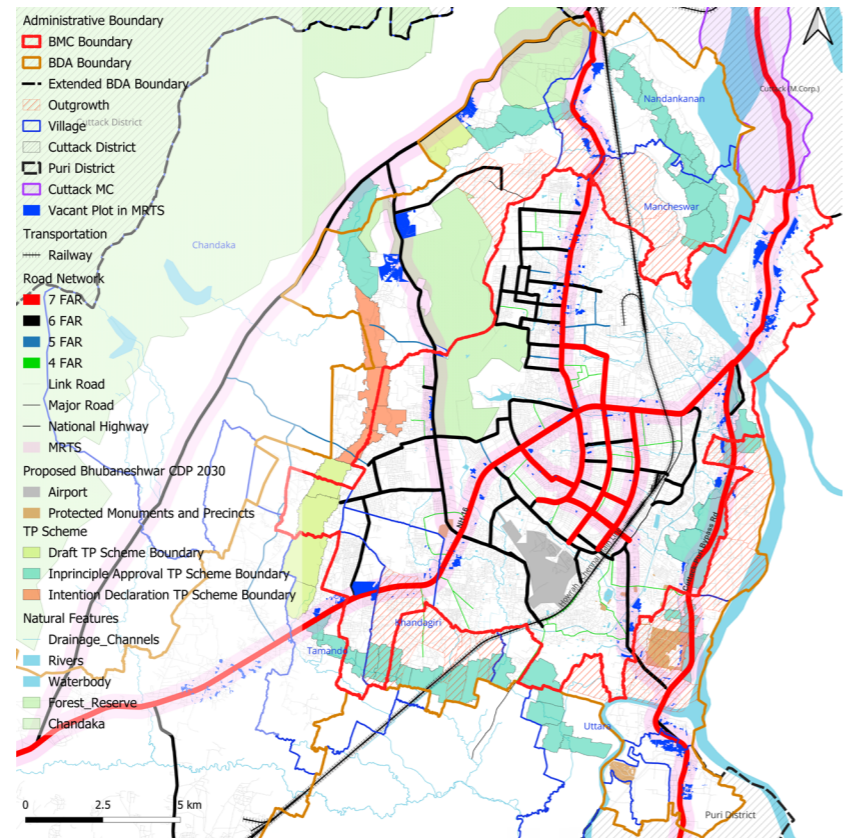 Administrative Boundary
BMC Boundary
BDA Boundary
Extended BDA Boundary
Outgrowth
Village
Cuttack District
Cuttack District
Puri District
Cuttack MC
Vacant Plot in MRTS
Transportation
Railway
Road Network
7 FAR
6 FAR
5 FAR
4 FAR
Link Road
Major Road
National Highway
MRTS
Proposed Bhubaneshwar CDP 2030
Airport
Protected Monuments and Precincts
TP Scheme
Draft TP Scheme Boundary
Inprinciple Approval TP Scheme Boundary
Intention Declaration TP Scheme Boundary
Natural Features
Drainage_Channels
Rivers
Waterbody
Forest_Reserve
Chandaka
0 2.5 5 km
Chandaka
Nandankanan
Cuttack (M.Corp.)
Mancheswar
NH16
Bypass Rd
Khandagiri
Tamando
Uttara
Puri District